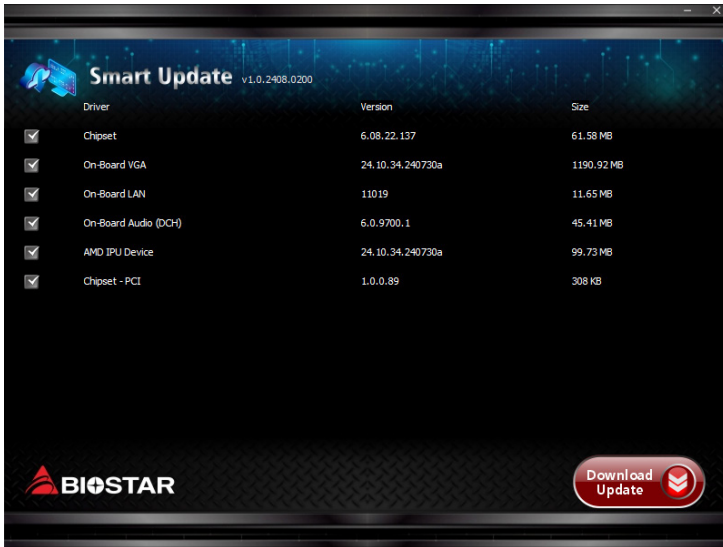 Smart Update v1.0.2408.0200
Driver Version Size
Chipset 6.08.22.137 61.58 MB
On-Board VGA 24.10.34.240730a 1190.92 MB
On-Board LAN 11019 11.65 MB
On-Board Audio (DCH) 6.0.9700.1 45.41 MB
AMD IPU Device 24.10.34.240730a 99.73 MB
Chipset - PCI 1.0.0.89 308 KB
BIOSTAR
Download
Update